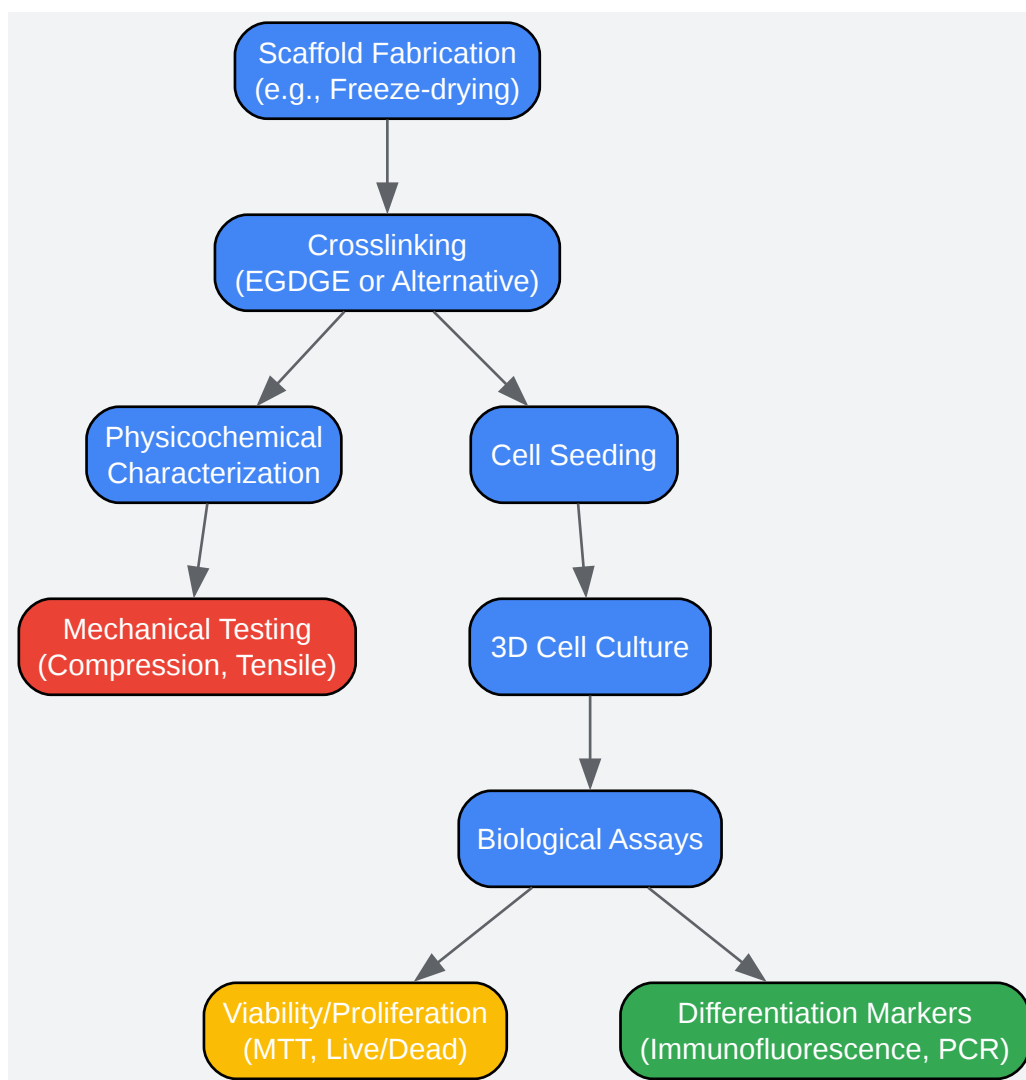 Scaffold Fabrication
(e.g., Freeze-drying)
Crosslinking
(EGDGE or Alternative)
Physicochemical
Characterization
Cell Seeding
Mechanical Testing
(Compression, Tensile)
3D Cell Culture
Biological Assays
Viability/Proliferation
(MTT, Live/Dead)
Differentiation Markers
(Immunofluorescence, PCR)